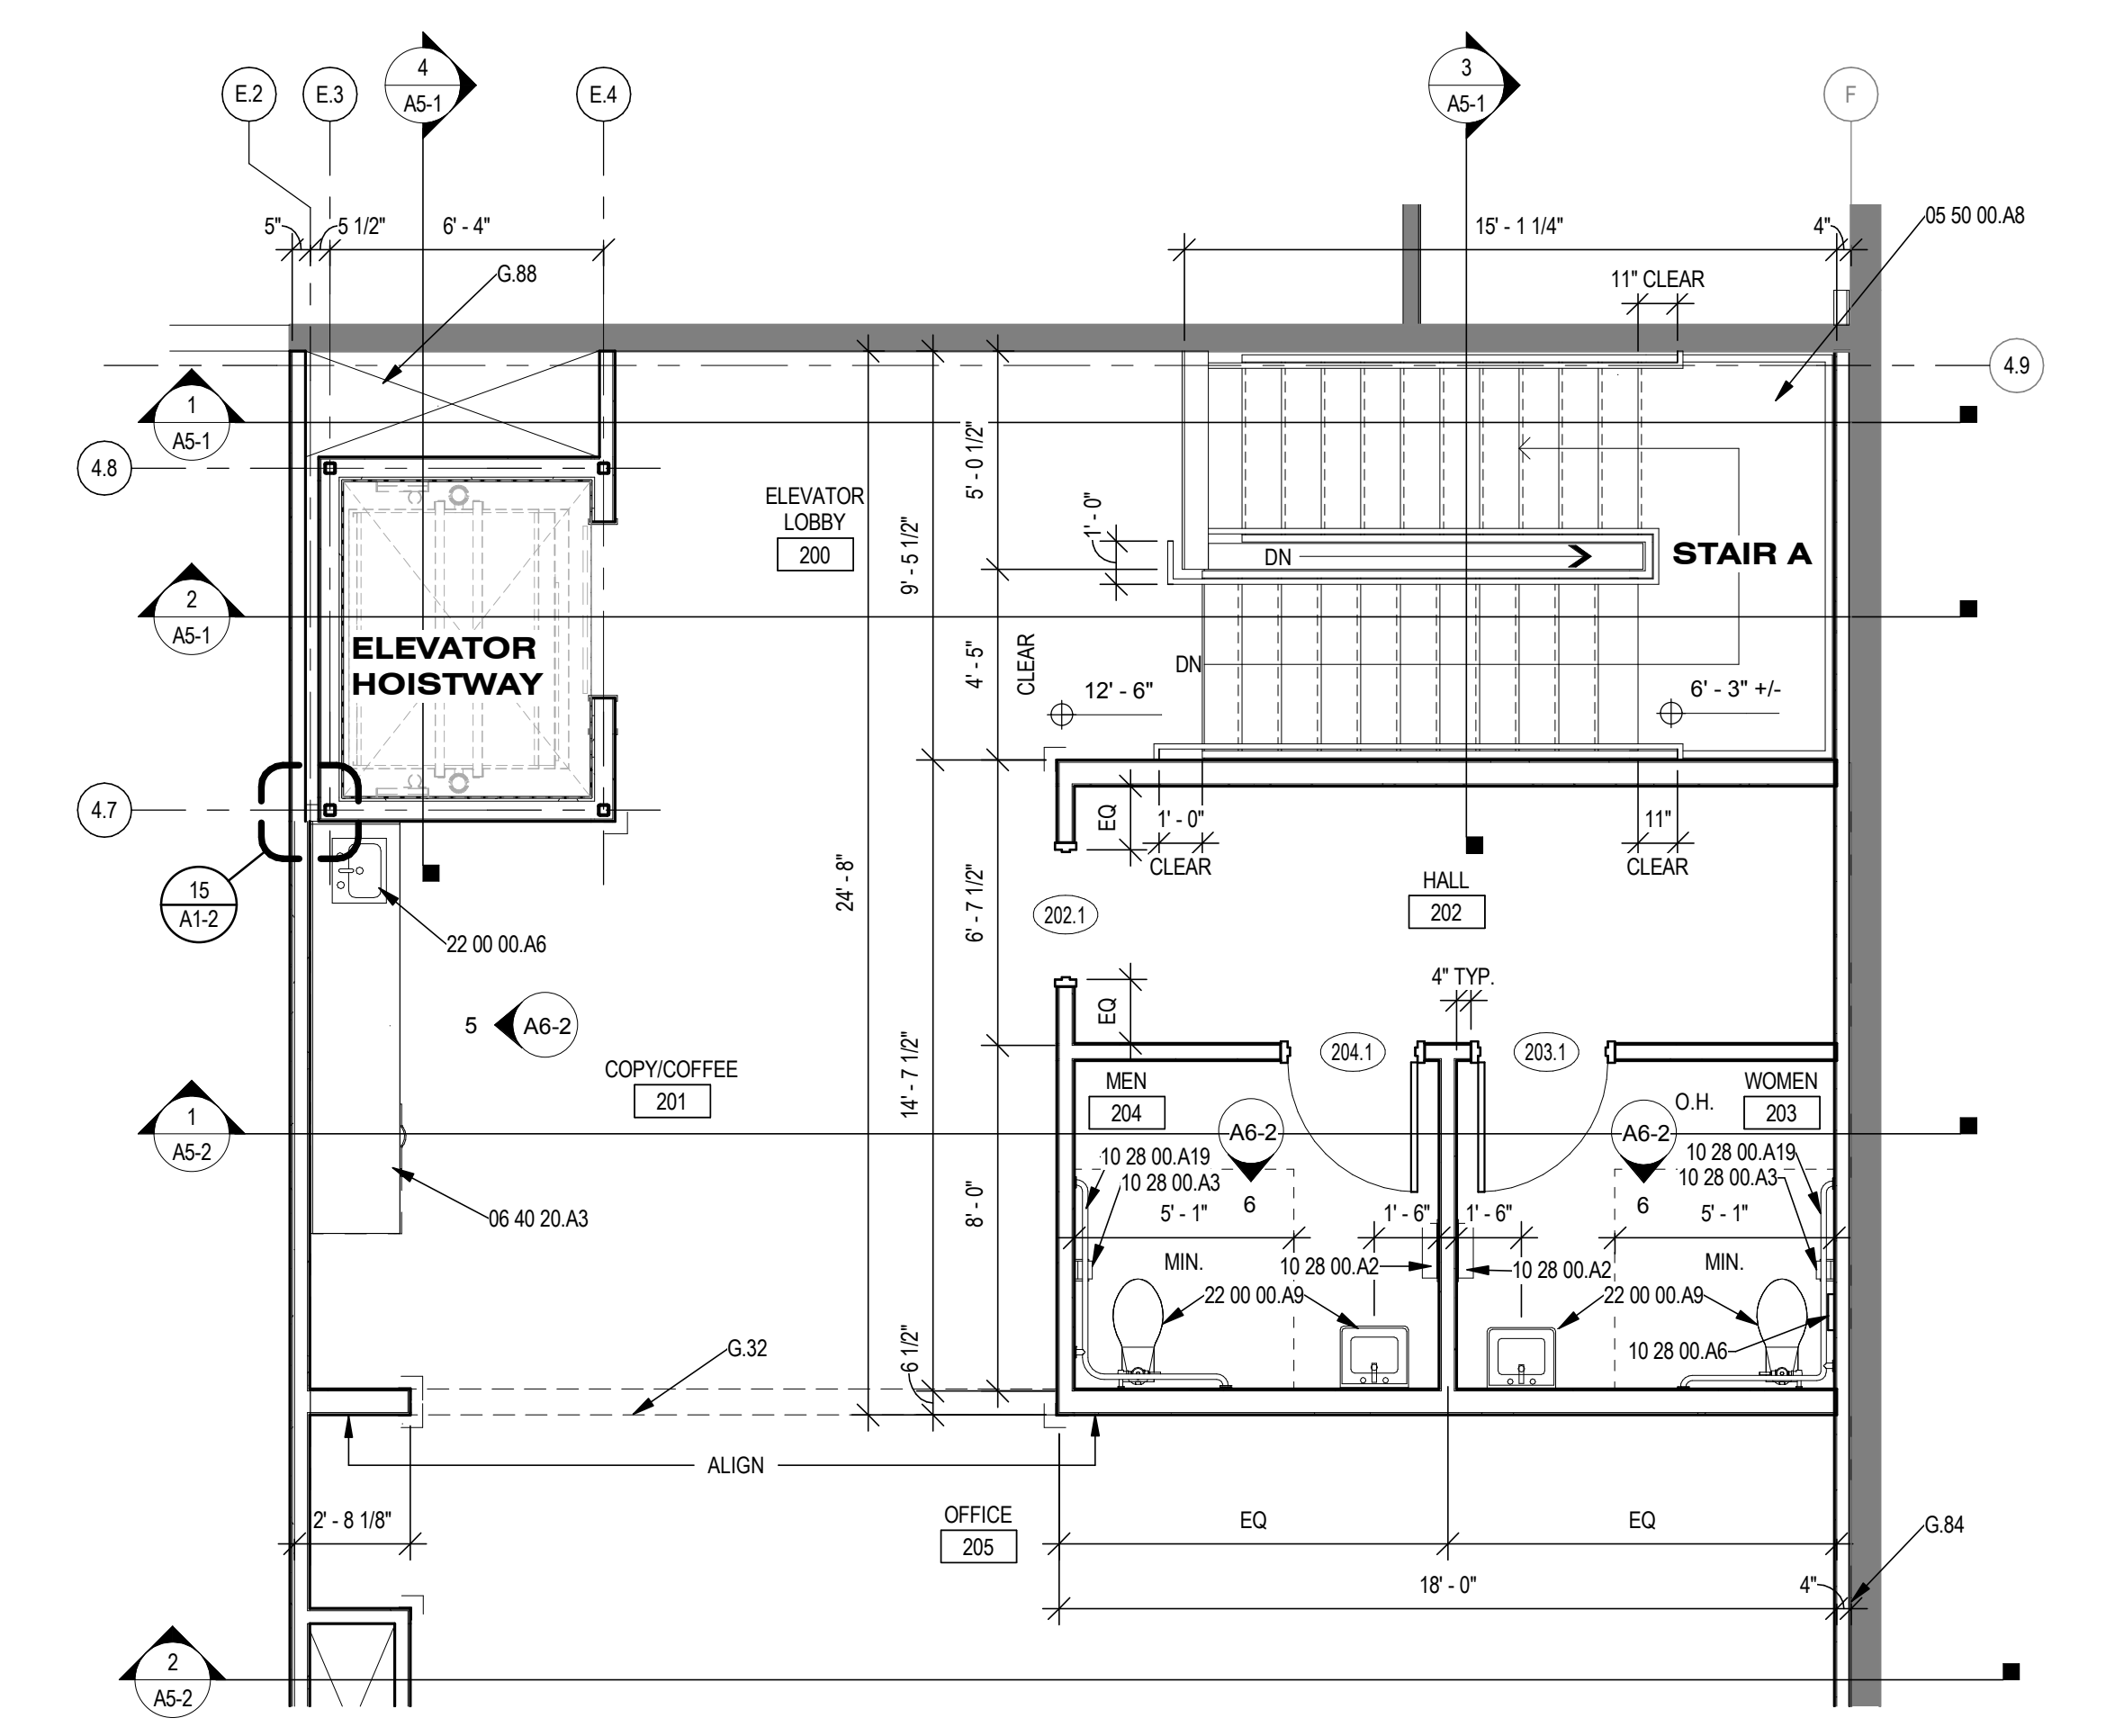 4
A5-1
3
A5-1
E.2
E.3
E.4
F
5"
5 1/2"
6' - 4"
15' - 1 1/4"
4"
05 50 00.A8
G.88
11" CLEAR
4.9
1
A5-1
4.8
5' - 0 1/2"
ELEVATOR
LOBBY
200
9' - 5 1/2"
1' - 0"
DN
STAIR A
2
A5-1
ELEVATOR
HOISTWAY
4' - 5"
CLEAR
DN
12' - 6"
6' - 3" +/-
4.7
EQ
1' - 0"
CLEAR
11"
CLEAR
24' - 8"
15
A1-2
HALL
202
202.1
6' - 7 1/2"
22 00 00.A6
4" TYP.
EQ
5
A6-2
204.1
203.1
COPY/COFFEE
201
14' - 7 1/2"
MEN
204
WOMEN
203
O.H.
1
A5-2
A6-2
6
A6-2
6
10 28 00.A19
10 28 00.A3
10 28 00.A19
10 28 00.A3
8' - 0"
06 40 20.A3
5' - 1"
MIN.
1' - 6"
1' - 6"
5' - 1"
MIN.
10 28 00.A2
10 28 00.A2
22 00 00.A9
22 00 00.A9
10 28 00.A6
6 1/2"
G.32
ALIGN
2' - 8 1/8"
OFFICE
205
EQ
EQ
G.84
18' - 0"
4"
2
A5-2